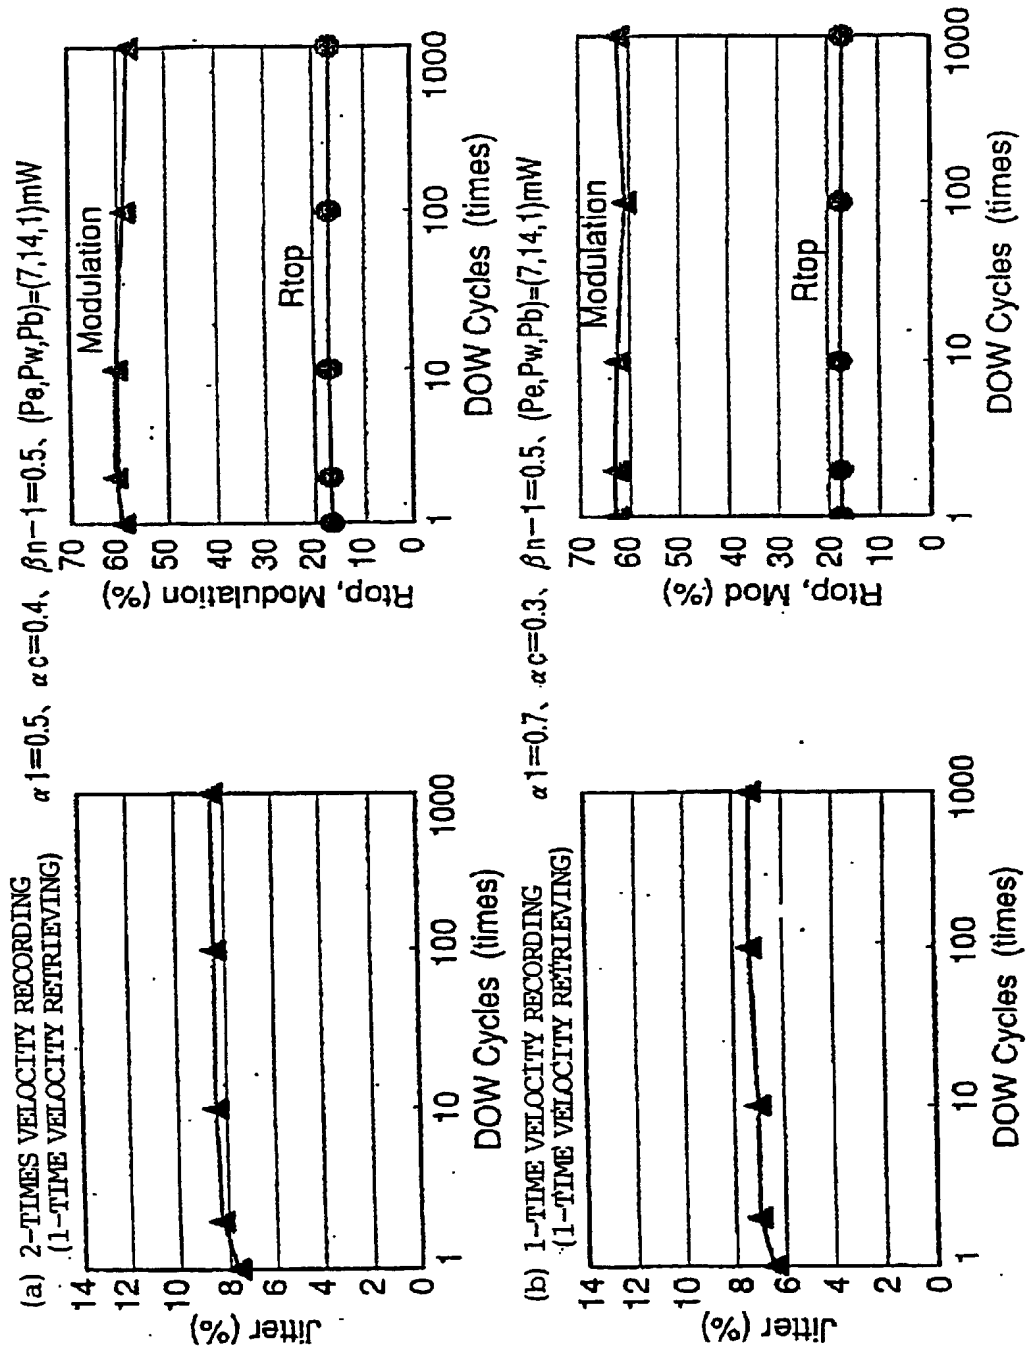 (a) 2-TIMES VELOCITY RECORDING
(1-TIME VELOCITY RETRIEVING)
α1=0.5、αc=0.4、βn-1=0.5、(Pe,Pw,Pb)=(7,14,1)mW
Jitter (%)
14
12
10
8
6
4
2
0
1
10
100
1000
DOW Cycles (times)
Rtop, Modulation (%)
70
60
50
40
30
20
10
0
Modulation
Rtop
1
10
100
1000
DOW Cycles (times)
(b) 1-TIME VELOCITY RECORDING
(1-TIME VELOCITY RETRIEVING)
α1=0.7、αc=0.3、βn-1=0.5、(Pe,Pw,Pb)=(7,14,1)mW
Jitter (%)
14
12
10
8
6
4
2
0
1
10
100
1000
DOW Cycles (times)
Rtop, Mod (%)
70
60
50
40
30
20
10
0
Modulation
Rtop
1
10
100
1000
DOW Cycles (times)